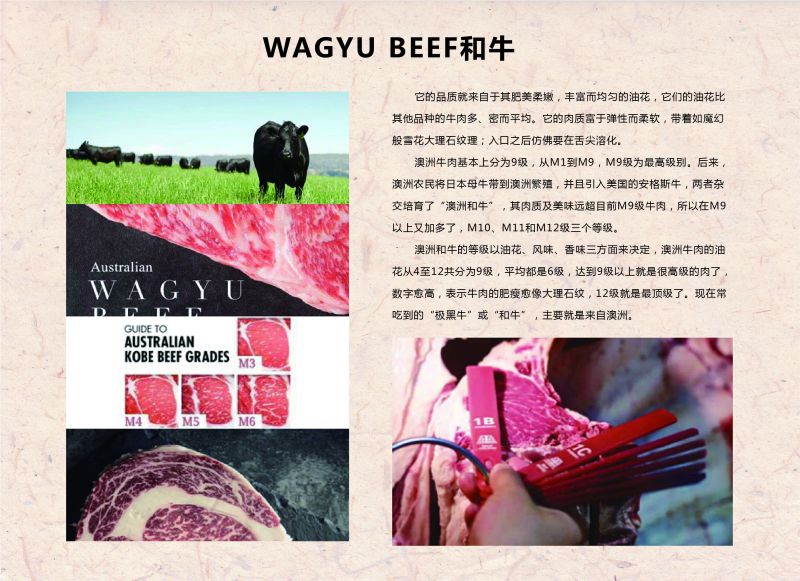 WAGYU BEEF和牛
它的品质就来自于其肥美柔嫩，丰富而均匀的油花，它们的油花比
其他品种的牛肉多、密而平均。它的肉质富于弹性而柔软，带着如魔幻
般雪花大理石纹理；入口之后仿佛要在舌尖溶化。
澳洲牛肉基本上分为9级，从M1到M9，M9级为最高级别。后来，
澳洲农民将日本母牛带到澳洲繁殖，并且引入美国的安格斯牛，两者杂
交培育了“澳洲和牛”，其肉质及美味远超目前M9级牛肉，所以在M9
以上又加多了，M10、M11和M12级三个等级。
澳洲和牛的等级以油花、风味、香味三方面来决定，澳洲牛肉的油
花从4至12共分为9级，平均都是6级，达到9级以上就是很高级的肉了，
数字愈高，表示牛肉的肥瘦愈像大理石纹，12级就是最顶级了。现在常
吃到的“极黑牛”或“和牛”，主要就是来自澳洲。
Australian
WAGYU
BEEF
GUIDE TO
AUSTRALIAN
KOBE BEEF GRADES
M3
M4
M5
M6
1B